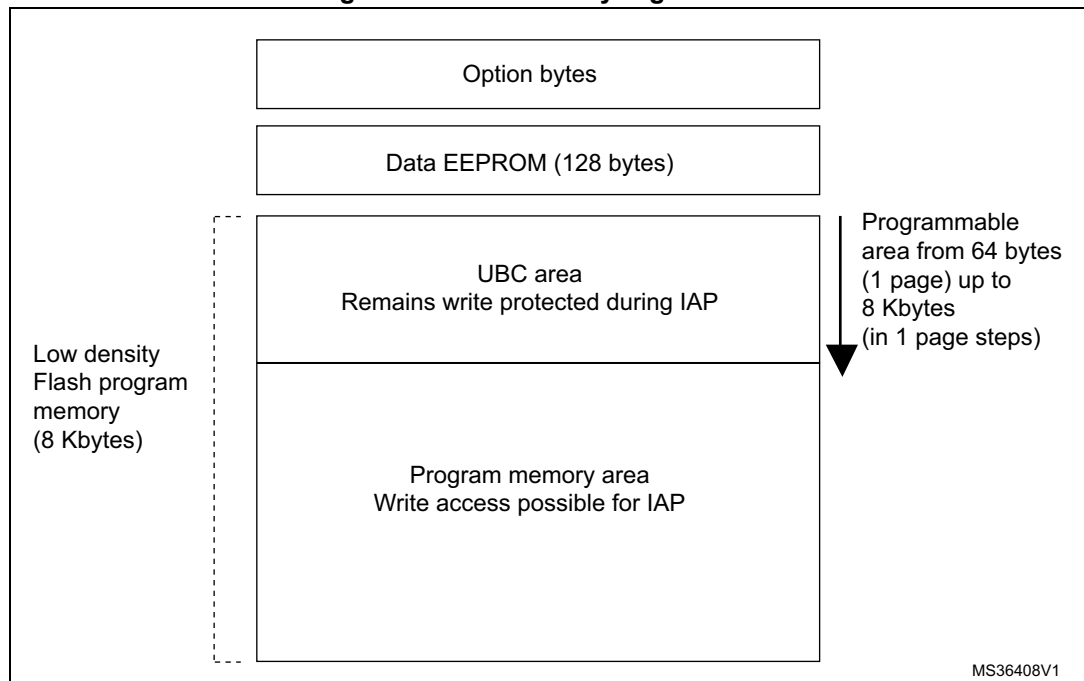 Option bytes
Data EEPROM (128 bytes)
Programmable
area from 64 bytes
(1 page) up to
8 Kbytes
(in 1 page steps)
UBC area
Remains write protected during IAP
Low density
Flash program
memory
(8 Kbytes)
Program memory area
Write access possible for IAP
MS36408V1